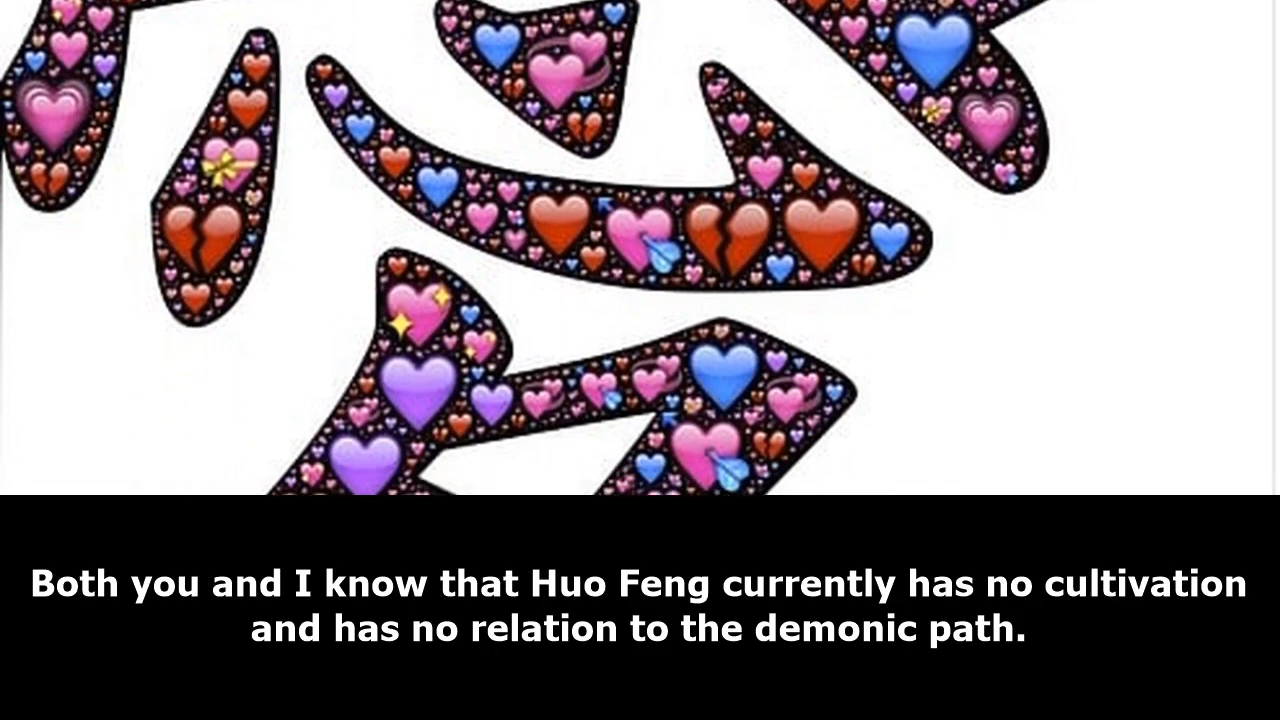 愛
Both you and I know that Huo Feng currently has no cultivation
and has no relation to the demonic path.